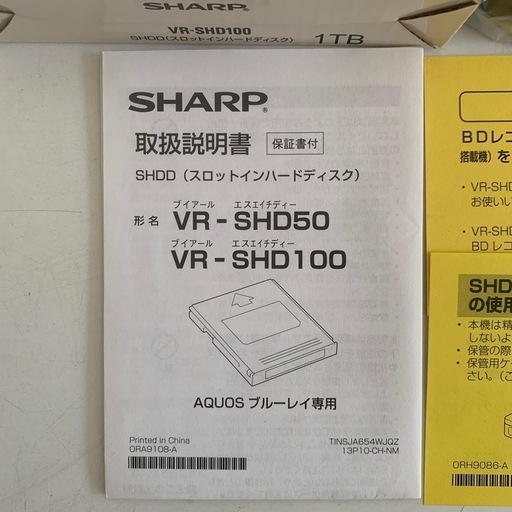 SHARP
VR-SHD100
SHDD(スロットインハードディスク) 1TB
SHARP®
取扱説明書 保証書付
SHDD（スロットインハードディスク）
ブイアール エスエイチディー
形名 VR-SHD50
ブイアール エスエイチディー
VR-SHD100
AQUOS ブルーレイ専用
Printed in China
0RA9108-A
TINSJA654WJQZ
13P10-CH-NM
BDレコ
搭載機）を
・VR-SHD
お使いい
・VR-SHD
BDレコ
SHD
の使用
・本機は精
しないよ
・保管の際
・保管用ケー
さい。（こ
0RH9086-A